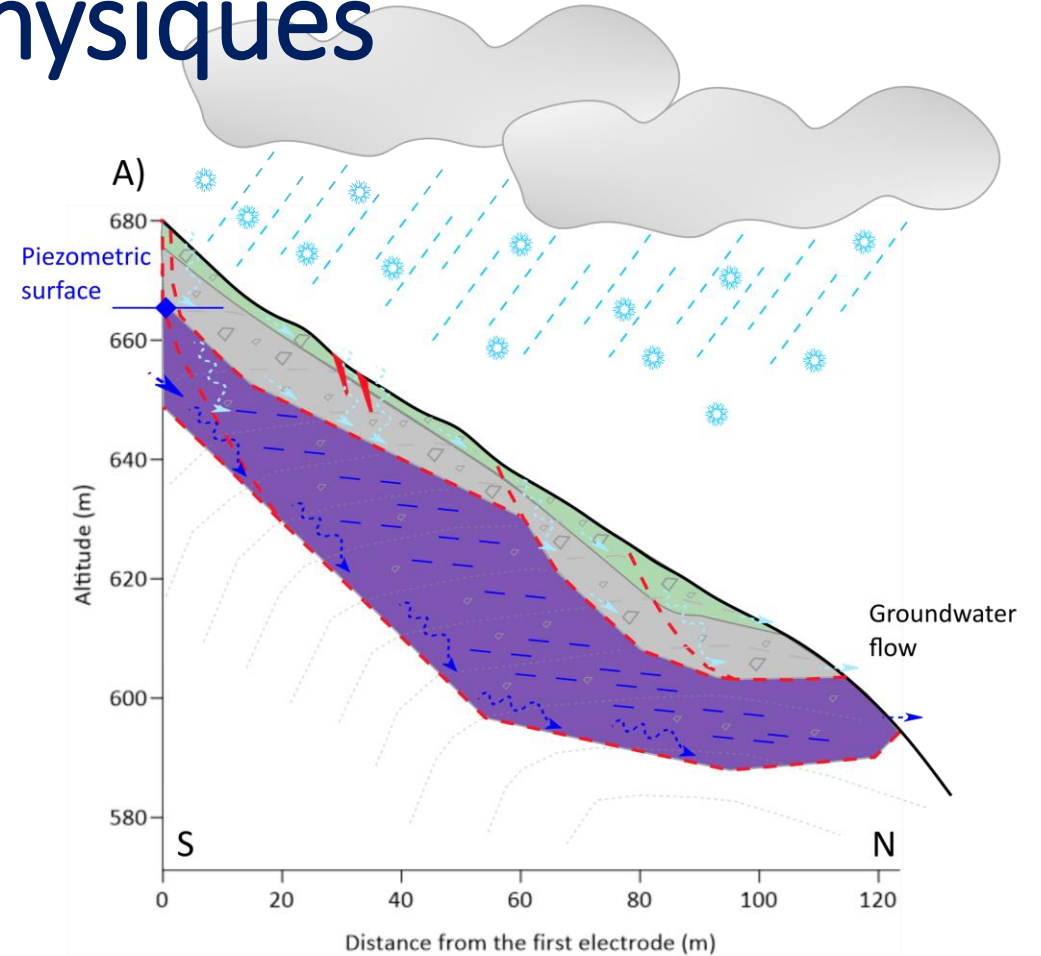 hysiques
A)
680
Piezometric
surface
660
640
Altitude (m)
620
Groundwater
flow
600
580
S
N
0 20 40 60 80 100 120
Distance from the first electrode (m)